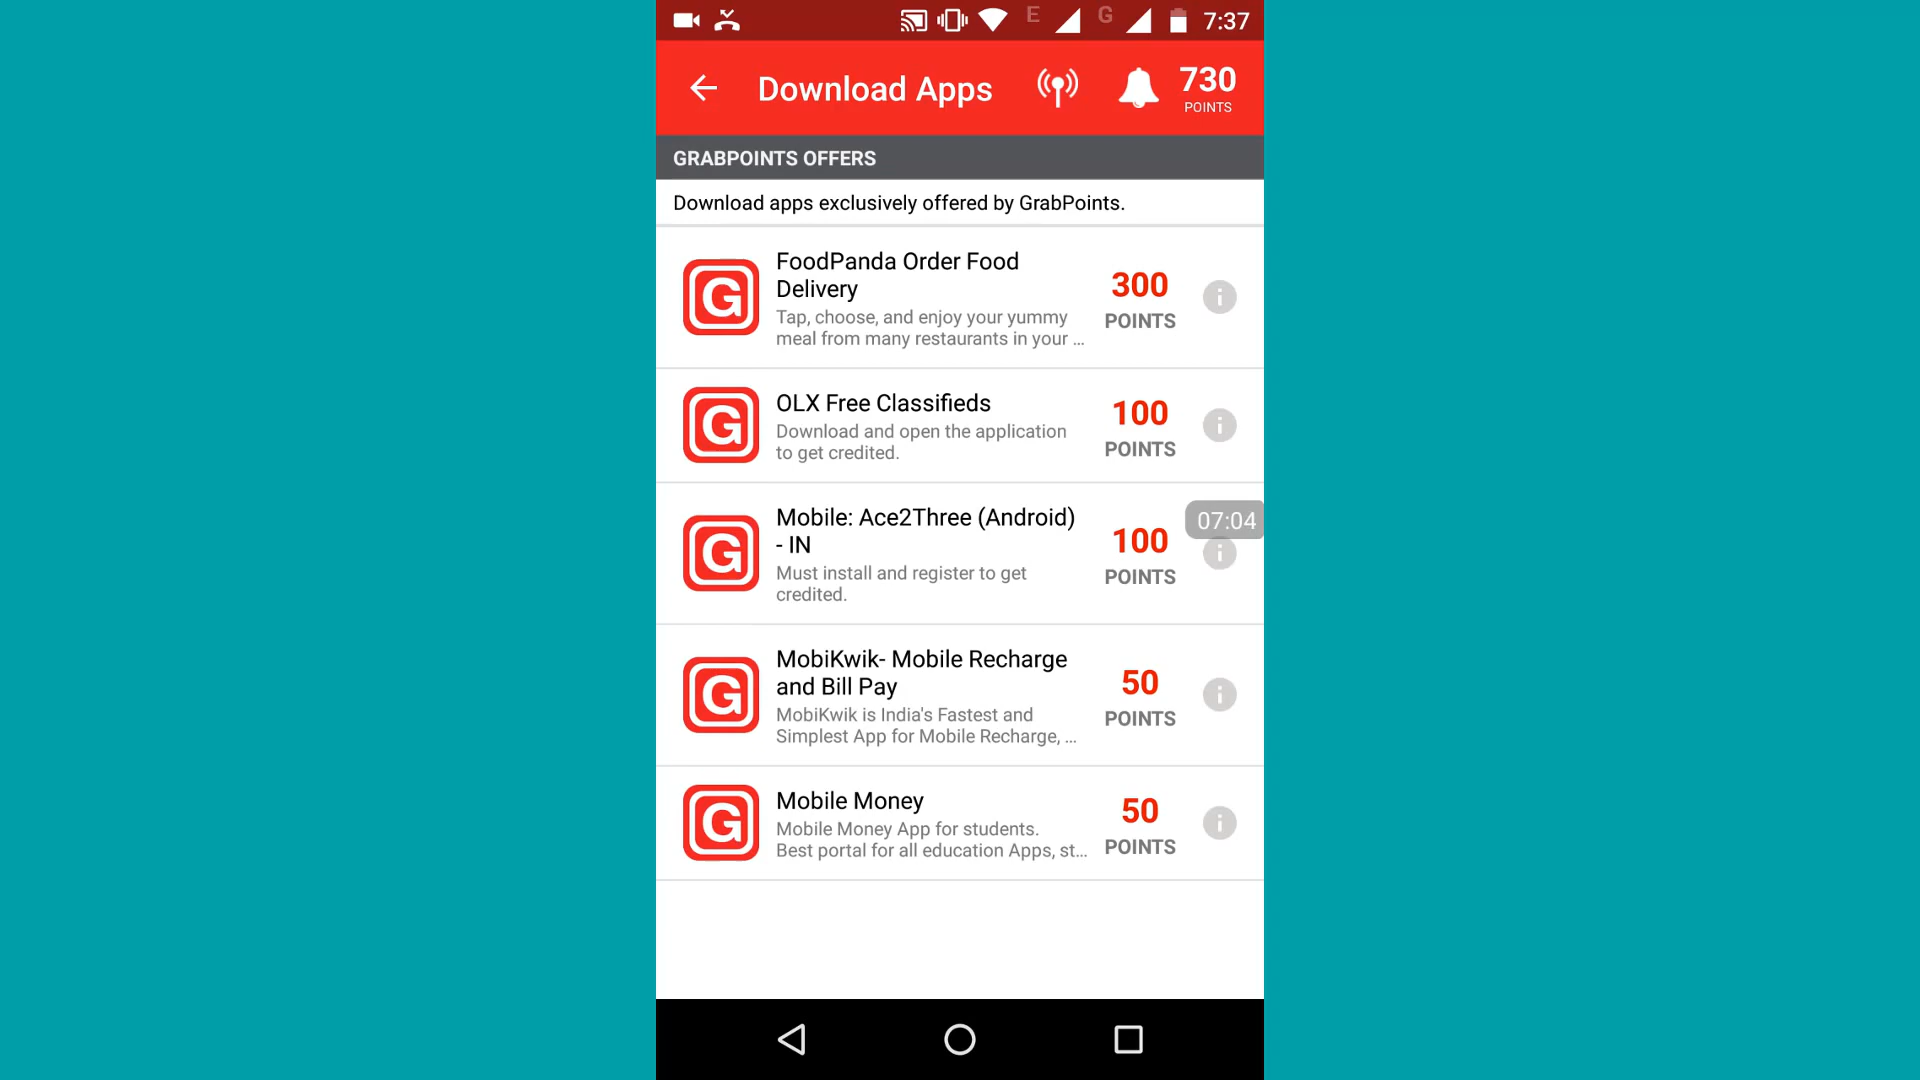 E G 7:37
Download Apps
730
POINTS
GRABPOINTS OFFERS
Download apps exclusively offered by GrabPoints.
G
FoodPanda Order Food
Delivery
Tap, choose, and enjoy your yummy
meal from many restaurants in your ...
300
POINTS
i
G
OLX Free Classifieds
Download and open the application
to get credited.
100
POINTS
i
G
Mobile: Ace2Three (Android)
- IN
Must install and register to get
credited.
100
POINTS
07:04
i
G
MobiKwik- Mobile Recharge
and Bill Pay
MobiKwik is India's Fastest and
Simplest App for Mobile Recharge, ...
50
POINTS
i
G
Mobile Money
Mobile Money App for students.
Best portal for all education Apps, st...
50
POINTS
i